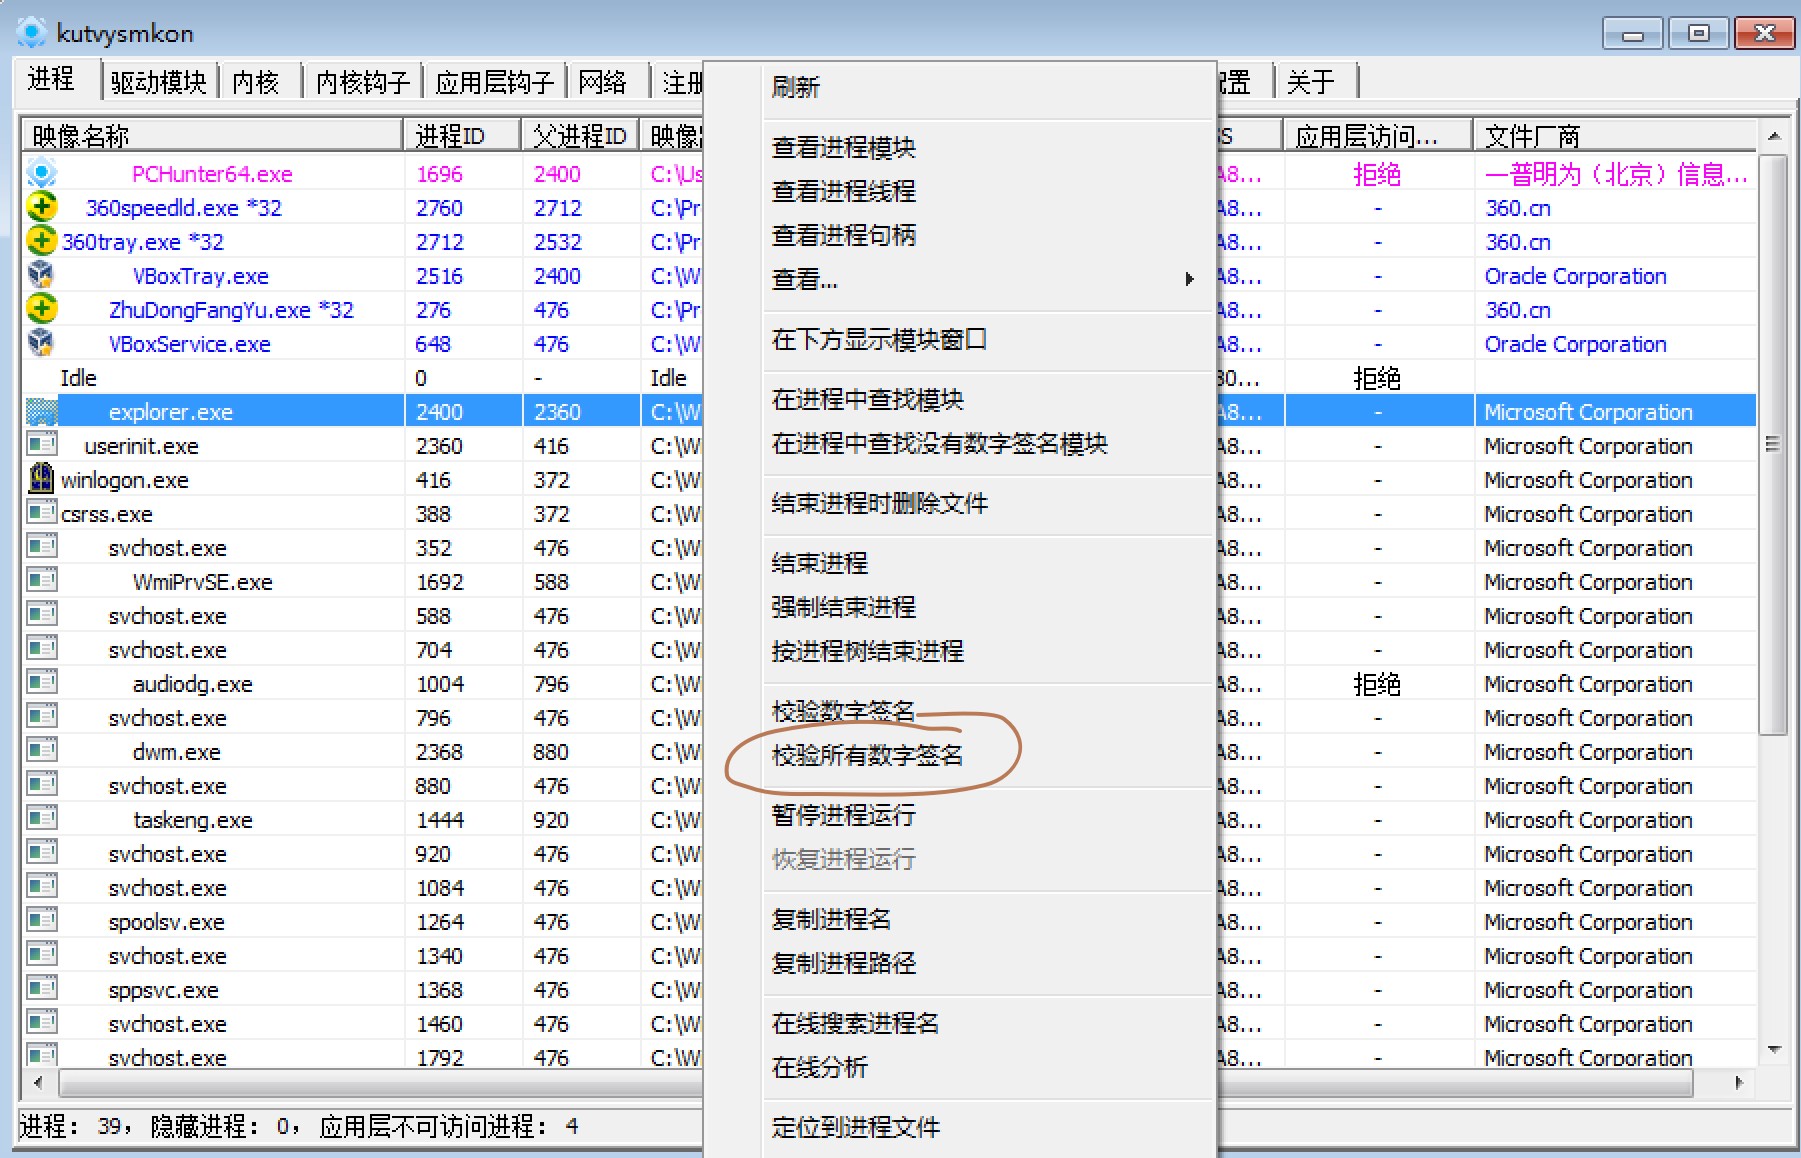 kutvysmkon
进程 驱动模块 内核 内核钩子 应用层钩子 网络 注册 配置 关于
映像名称 进程ID 父进程ID 映像 SS 应用层访问... 文件厂商
PCHunter64.exe 1696 2400 C:\Us A8... 拒绝 一普明为（北京）信息...
360speedld.exe *32 2760 2712 C:\Pr A8... - 360.cn
360tray.exe *32 2712 2532 C:\Pr A8... - 360.cn
VBoxTray.exe 2516 2400 C:\W A8... - Oracle Corporation
ZhuDongFangYu.exe *32 276 476 C:\Pr A8... - 360.cn
VBoxService.exe 648 476 C:\W A8... - Oracle Corporation
Idle 0 - Idle 80... 拒绝
explorer.exe 2400 2360 C:\W A8... - Microsoft Corporation
userinit.exe 2360 416 C:\W A8... - Microsoft Corporation
winlogon.exe 416 372 C:\W A8... - Microsoft Corporation
csrss.exe 388 372 C:\W A8... - Microsoft Corporation
svchost.exe 352 476 C:\W A8... - Microsoft Corporation
WmiPrvSE.exe 1692 588 C:\W A8... - Microsoft Corporation
svchost.exe 588 476 C:\W A8... - Microsoft Corporation
svchost.exe 704 476 C:\W A8... - Microsoft Corporation
audiodg.exe 1004 796 C:\W A8... 拒绝 Microsoft Corporation
svchost.exe 796 476 C:\W A8... - Microsoft Corporation
dwm.exe 2368 880 C:\W A8... - Microsoft Corporation
svchost.exe 880 476 C:\W A8... - Microsoft Corporation
taskeng.exe 1444 920 C:\W A8... - Microsoft Corporation
svchost.exe 920 476 C:\W A8... - Microsoft Corporation
svchost.exe 1084 476 C:\W A8... - Microsoft Corporation
spoolsv.exe 1264 476 C:\W A8... - Microsoft Corporation
svchost.exe 1340 476 C:\W A8... - Microsoft Corporation
sppsvc.exe 1368 476 C:\W A8... - Microsoft Corporation
svchost.exe 1460 476 C:\W A8... - Microsoft Corporation
svchost.exe 1792 476 C:\W A8... - Microsoft Corporation
进程： 39， 隐藏进程： 0， 应用层不可访问进程： 4
刷新
查看进程模块
查看进程线程
查看进程句柄
查看...
在下方显示模块窗口
在进程中查找模块
在进程中查找没有数字签名模块
结束进程时删除文件
结束进程
强制结束进程
按进程树结束进程
校验数字签名
校验所有数字签名
暂停进程运行
恢复进程运行
复制进程名
复制进程路径
在线搜索进程名
在线分析
定位到进程文件